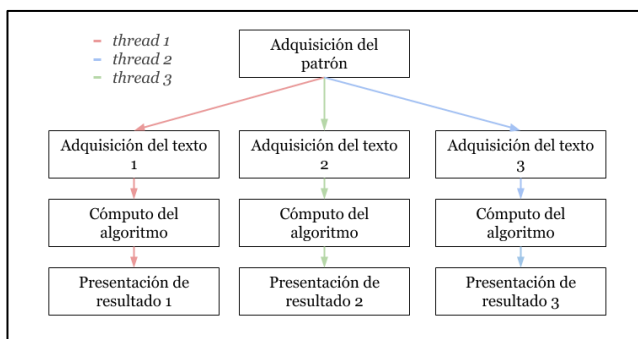 thread 1
thread 2
thread 3
Adquisición del
patrón
Adquisición del texto
1
Adquisición del texto
2
Adquisición del texto
3
Cómputo del
algoritmo
Cómputo del
algoritmo
Cómputo del
algoritmo
Presentación de
resultado 1
Presentación de
resultado 2
Presentación de
resultado 3